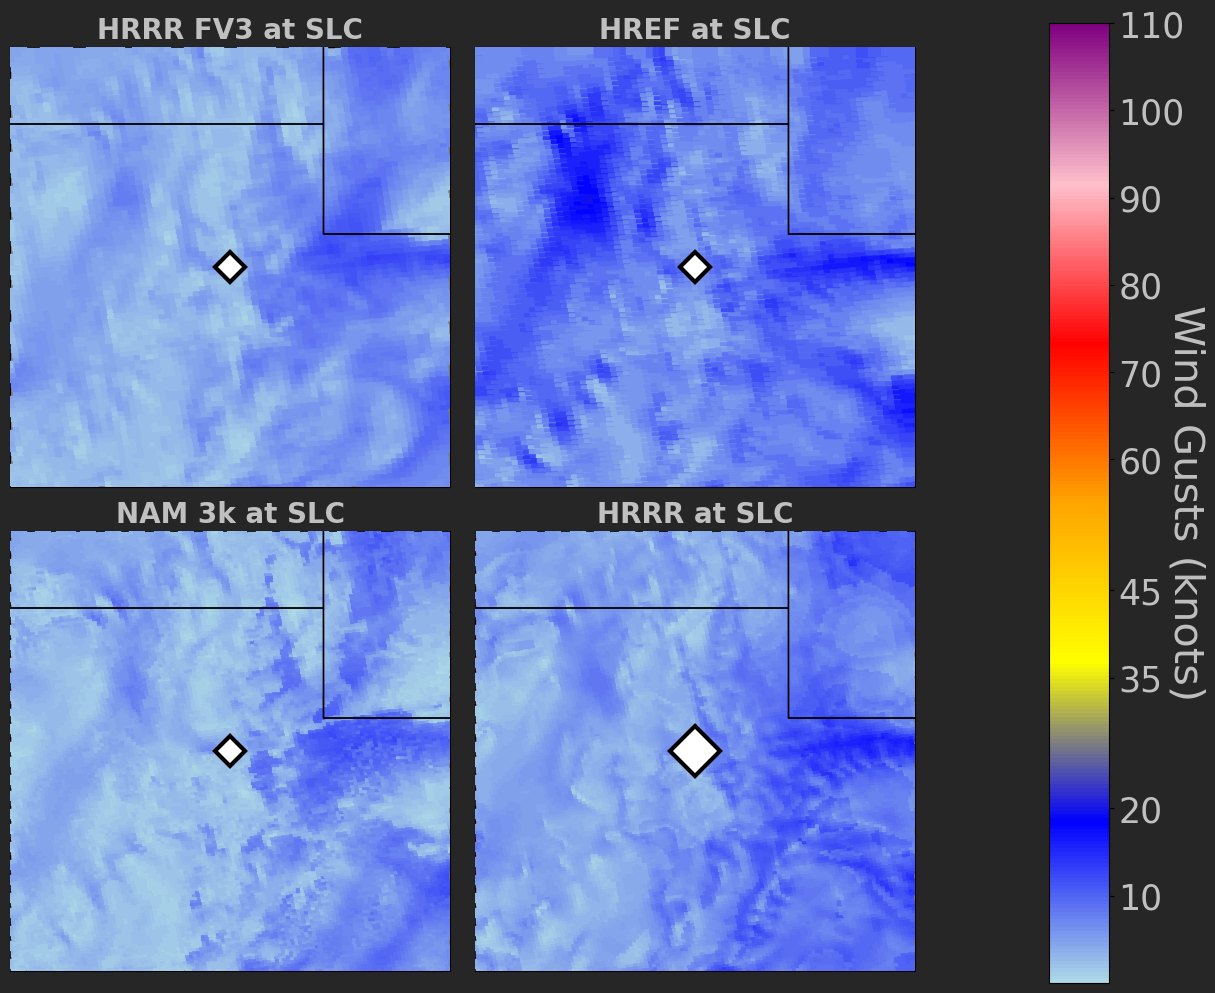 HRRR FV3 at SLC
HREF at SLC
NAM 3k at SLC
HRRR at SLC
110
100
90
80
70
60
45
35
20
10
Wind Gusts (knots)